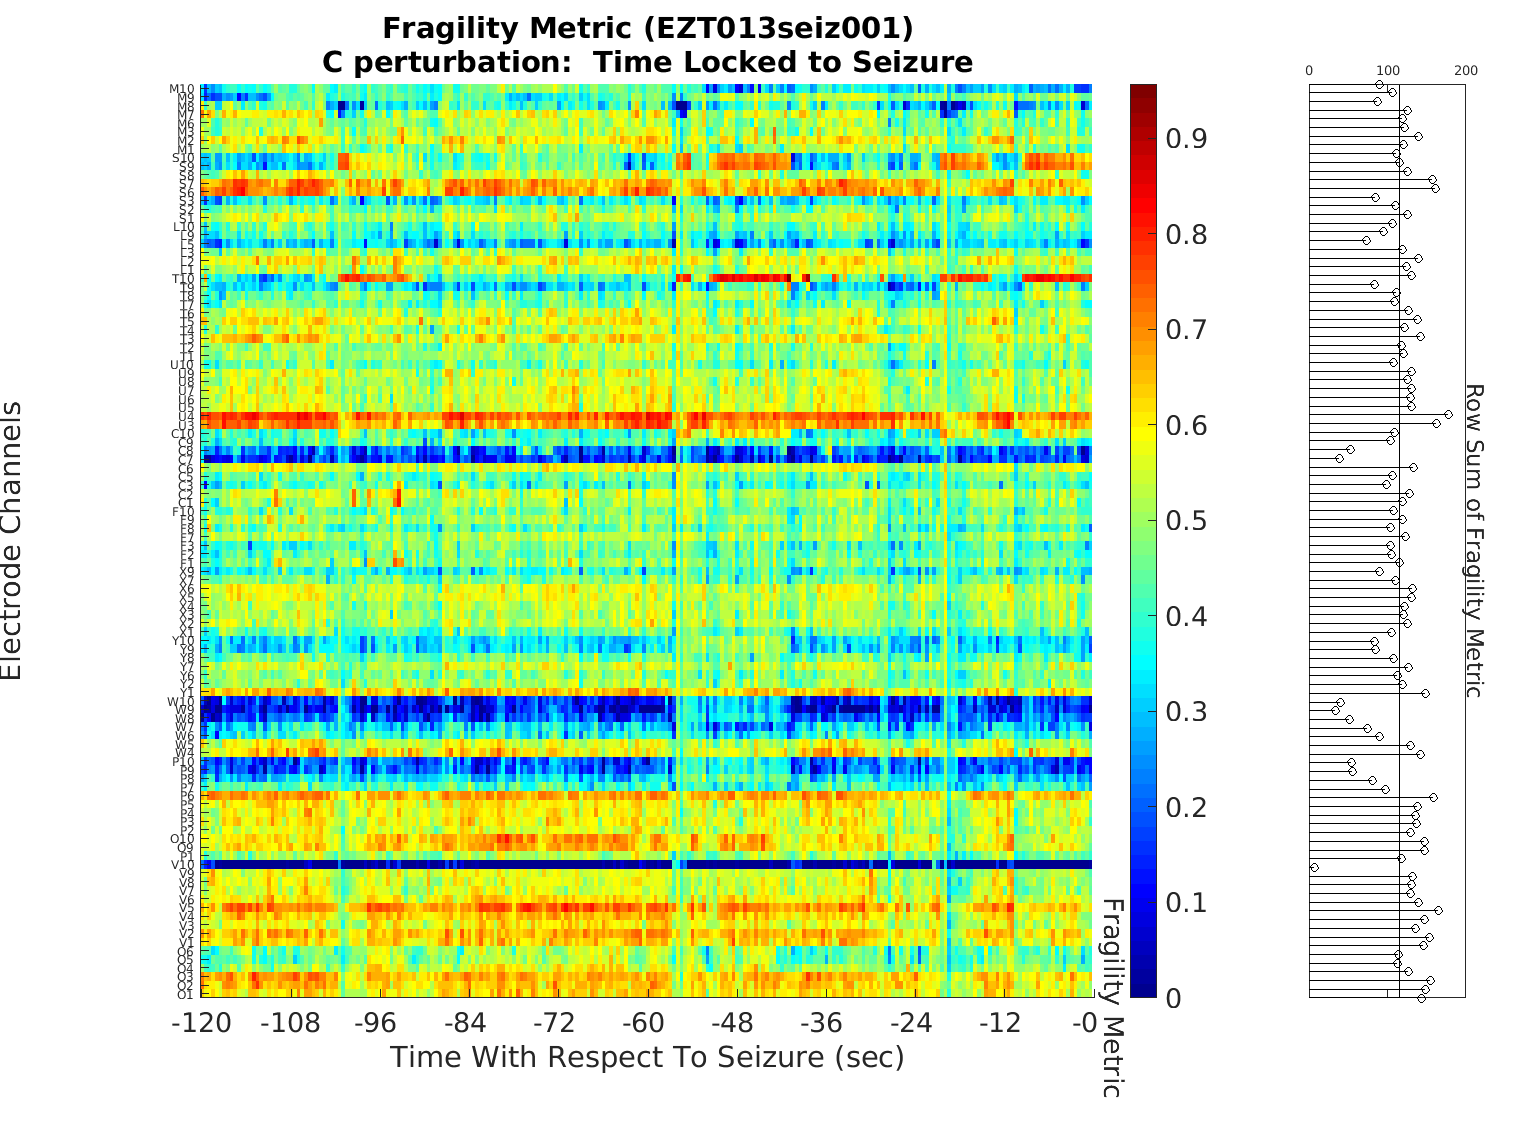 Fragility Metric (EZT013seiz001)
C perturbation:  Time Locked to Seizure
Electrode Channels
M10
M9
M8
M7
M6
M3
M2
M1
S10
S9
S8
S7
S6
S3
S2
S1
L10
L9
L3
L2
L1
T10
T9
T8
T7
T6
T5
T4
T3
T2
T1
U10
U9
U8
U7
U6
U5
U4
U3
C10
C9
C8
C7
C6
C5
C3
C2
C1
F10
F9
F8
F7
F3
F2
F1
X9
X7
X6
X5
X4
X3
X2
X1
Y10
Y9
Y8
Y7
Y6
Y2
Y1
W10
W9
W8
W7
W6
W5
W4
P10
P9
P8
P7
P6
P5
P4
P3
P2
O10
O9
P1
V10
V9
V8
V7
V6
V5
V4
V3
V2
V1
O6
O5
O4
O3
O2
O1
-120
-108
-96
-84
-72
-60
-48
-36
-24
-12
-0
Time With Respect To Seizure (sec)
0.9
0.8
0.7
0.6
0.5
0.4
0.3
0.2
0.1
0
Fragility Metric
0
100
200
Row Sum of Fragility Metric